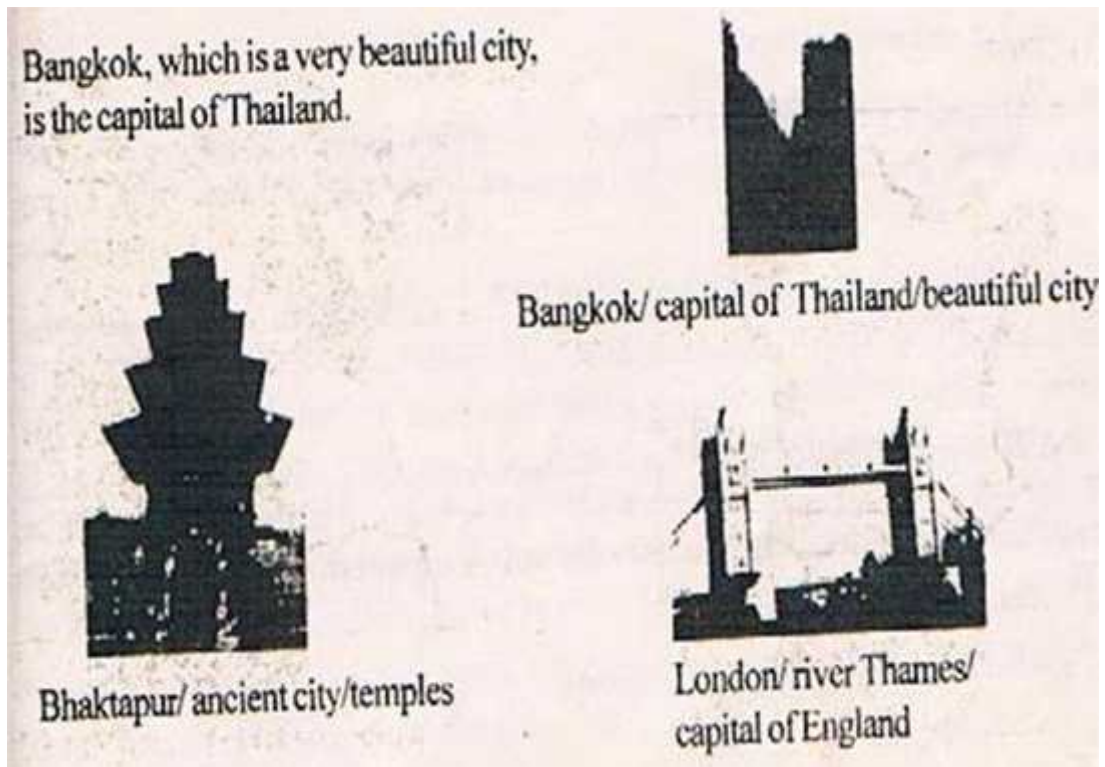 Bangkok, which is a very beautiful city,
is the capital of Thailand.
Bangkok/ capital of Thailand/beautiful city
Bhaktapur/ ancient city/temples
London/ river Thames/
capital of England